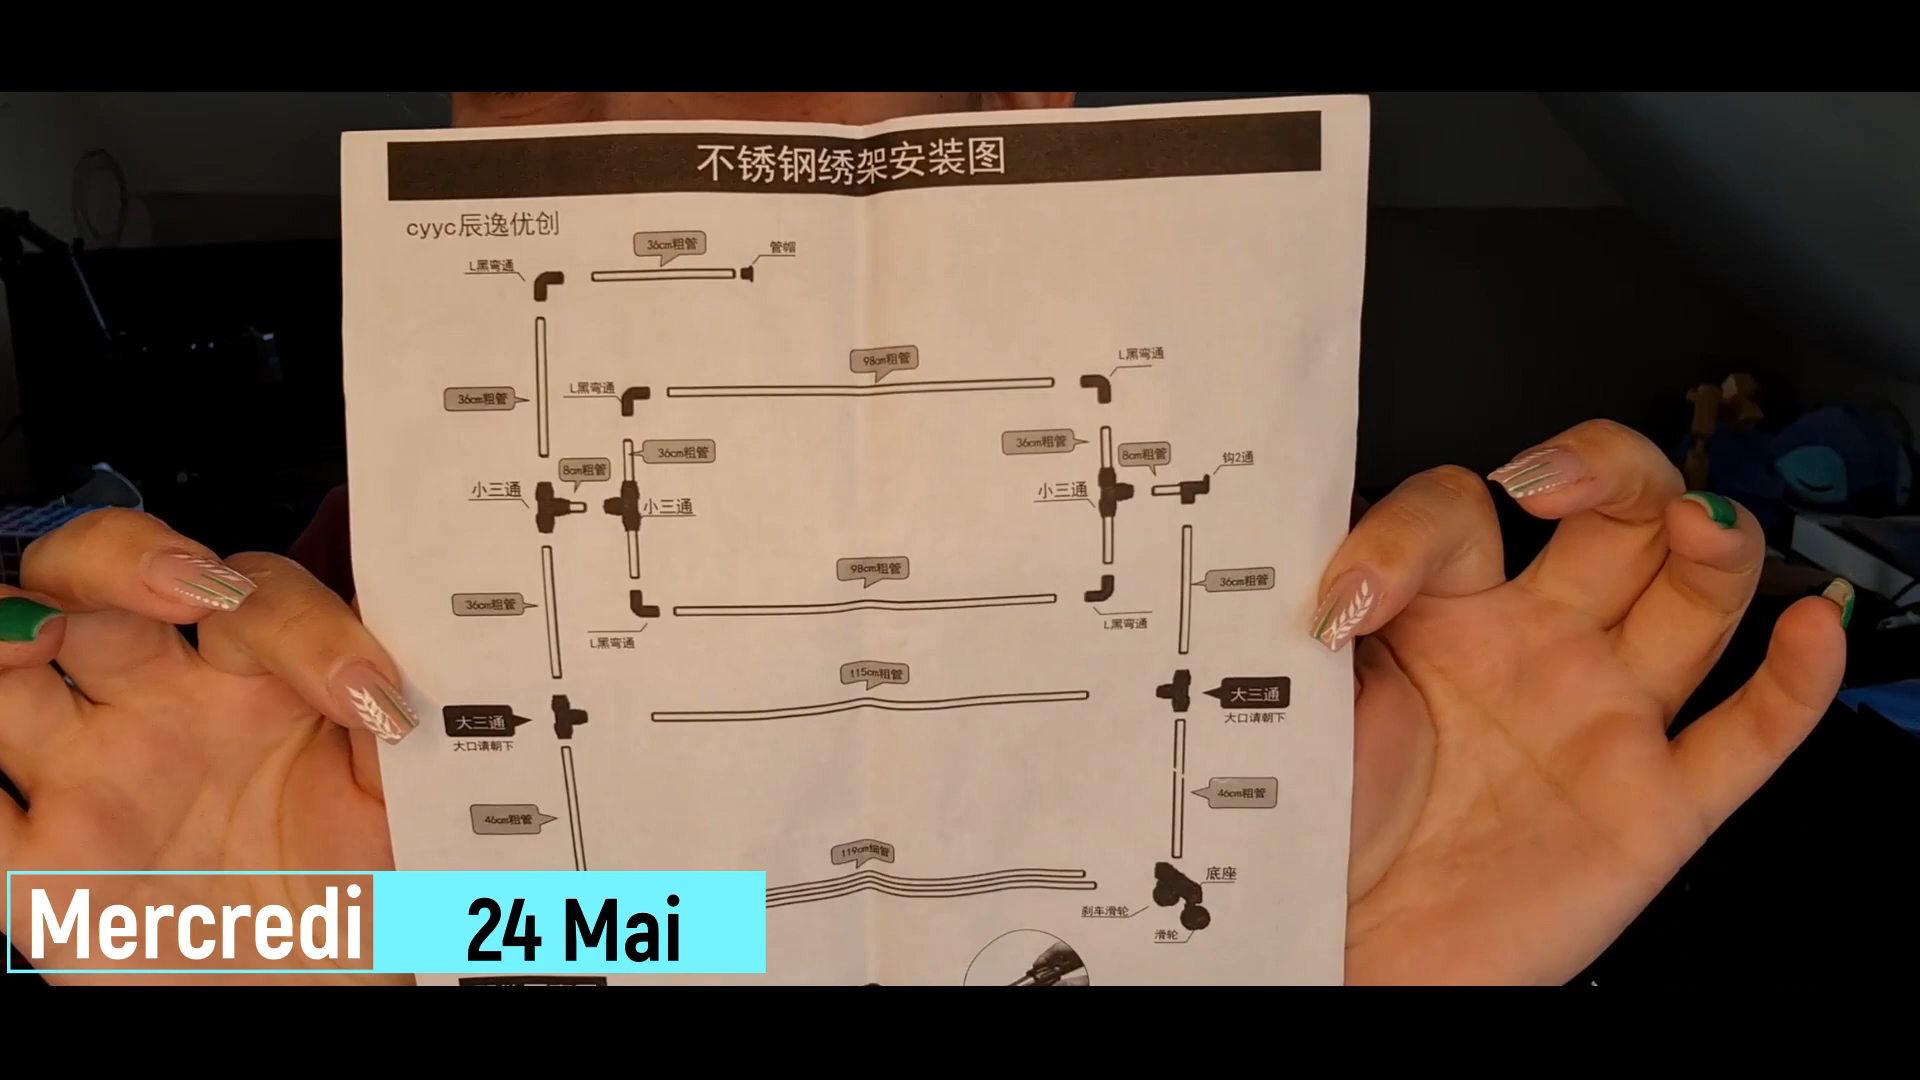 不锈钢绣架安装图
cyyc辰逸优创
36cm粗管
管帽
L黑弯通
98cm粗管
L黑弯通
L黑弯通
36cm粗管
36cm粗管
36cm粗管
8cm粗管
8cm粗管
钩2通
小三通
小三通
小三通
98cm粗管
36cm粗管
36cm粗管
L黑弯通
L黑弯通
115cm粗管
大三通
大口请朝下
大三通
大口请朝下
46cm粗管
46cm粗管
119cm细管
底座
刹车滑轮
滑轮
Mercredi
24 Mai